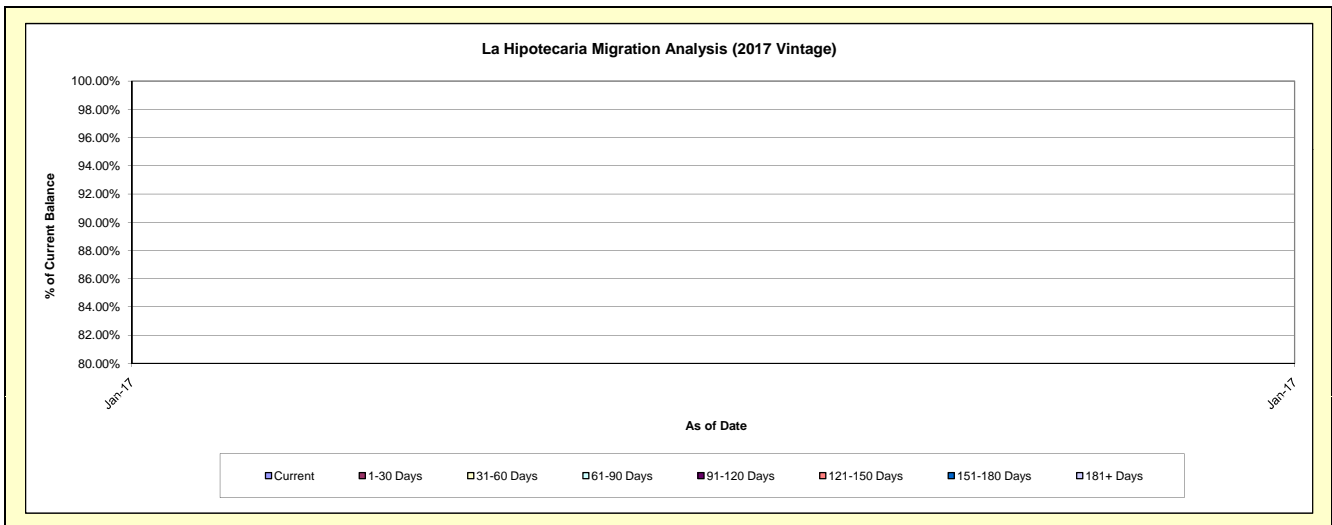 La Hipotecaria Migration Analysis (2017 Vintage)
100.00%
98.00%
96.00%
94.00%
92.00%
90.00%
88.00%
86.00%
84.00%
82.00%
80.00%
% of Current Balance
Jan-17 Jan-17
As of Date
Current 1-30 Days 31-60 Days 61-90 Days 91-120 Days 121-150 Days 151-180 Days 181+ Days